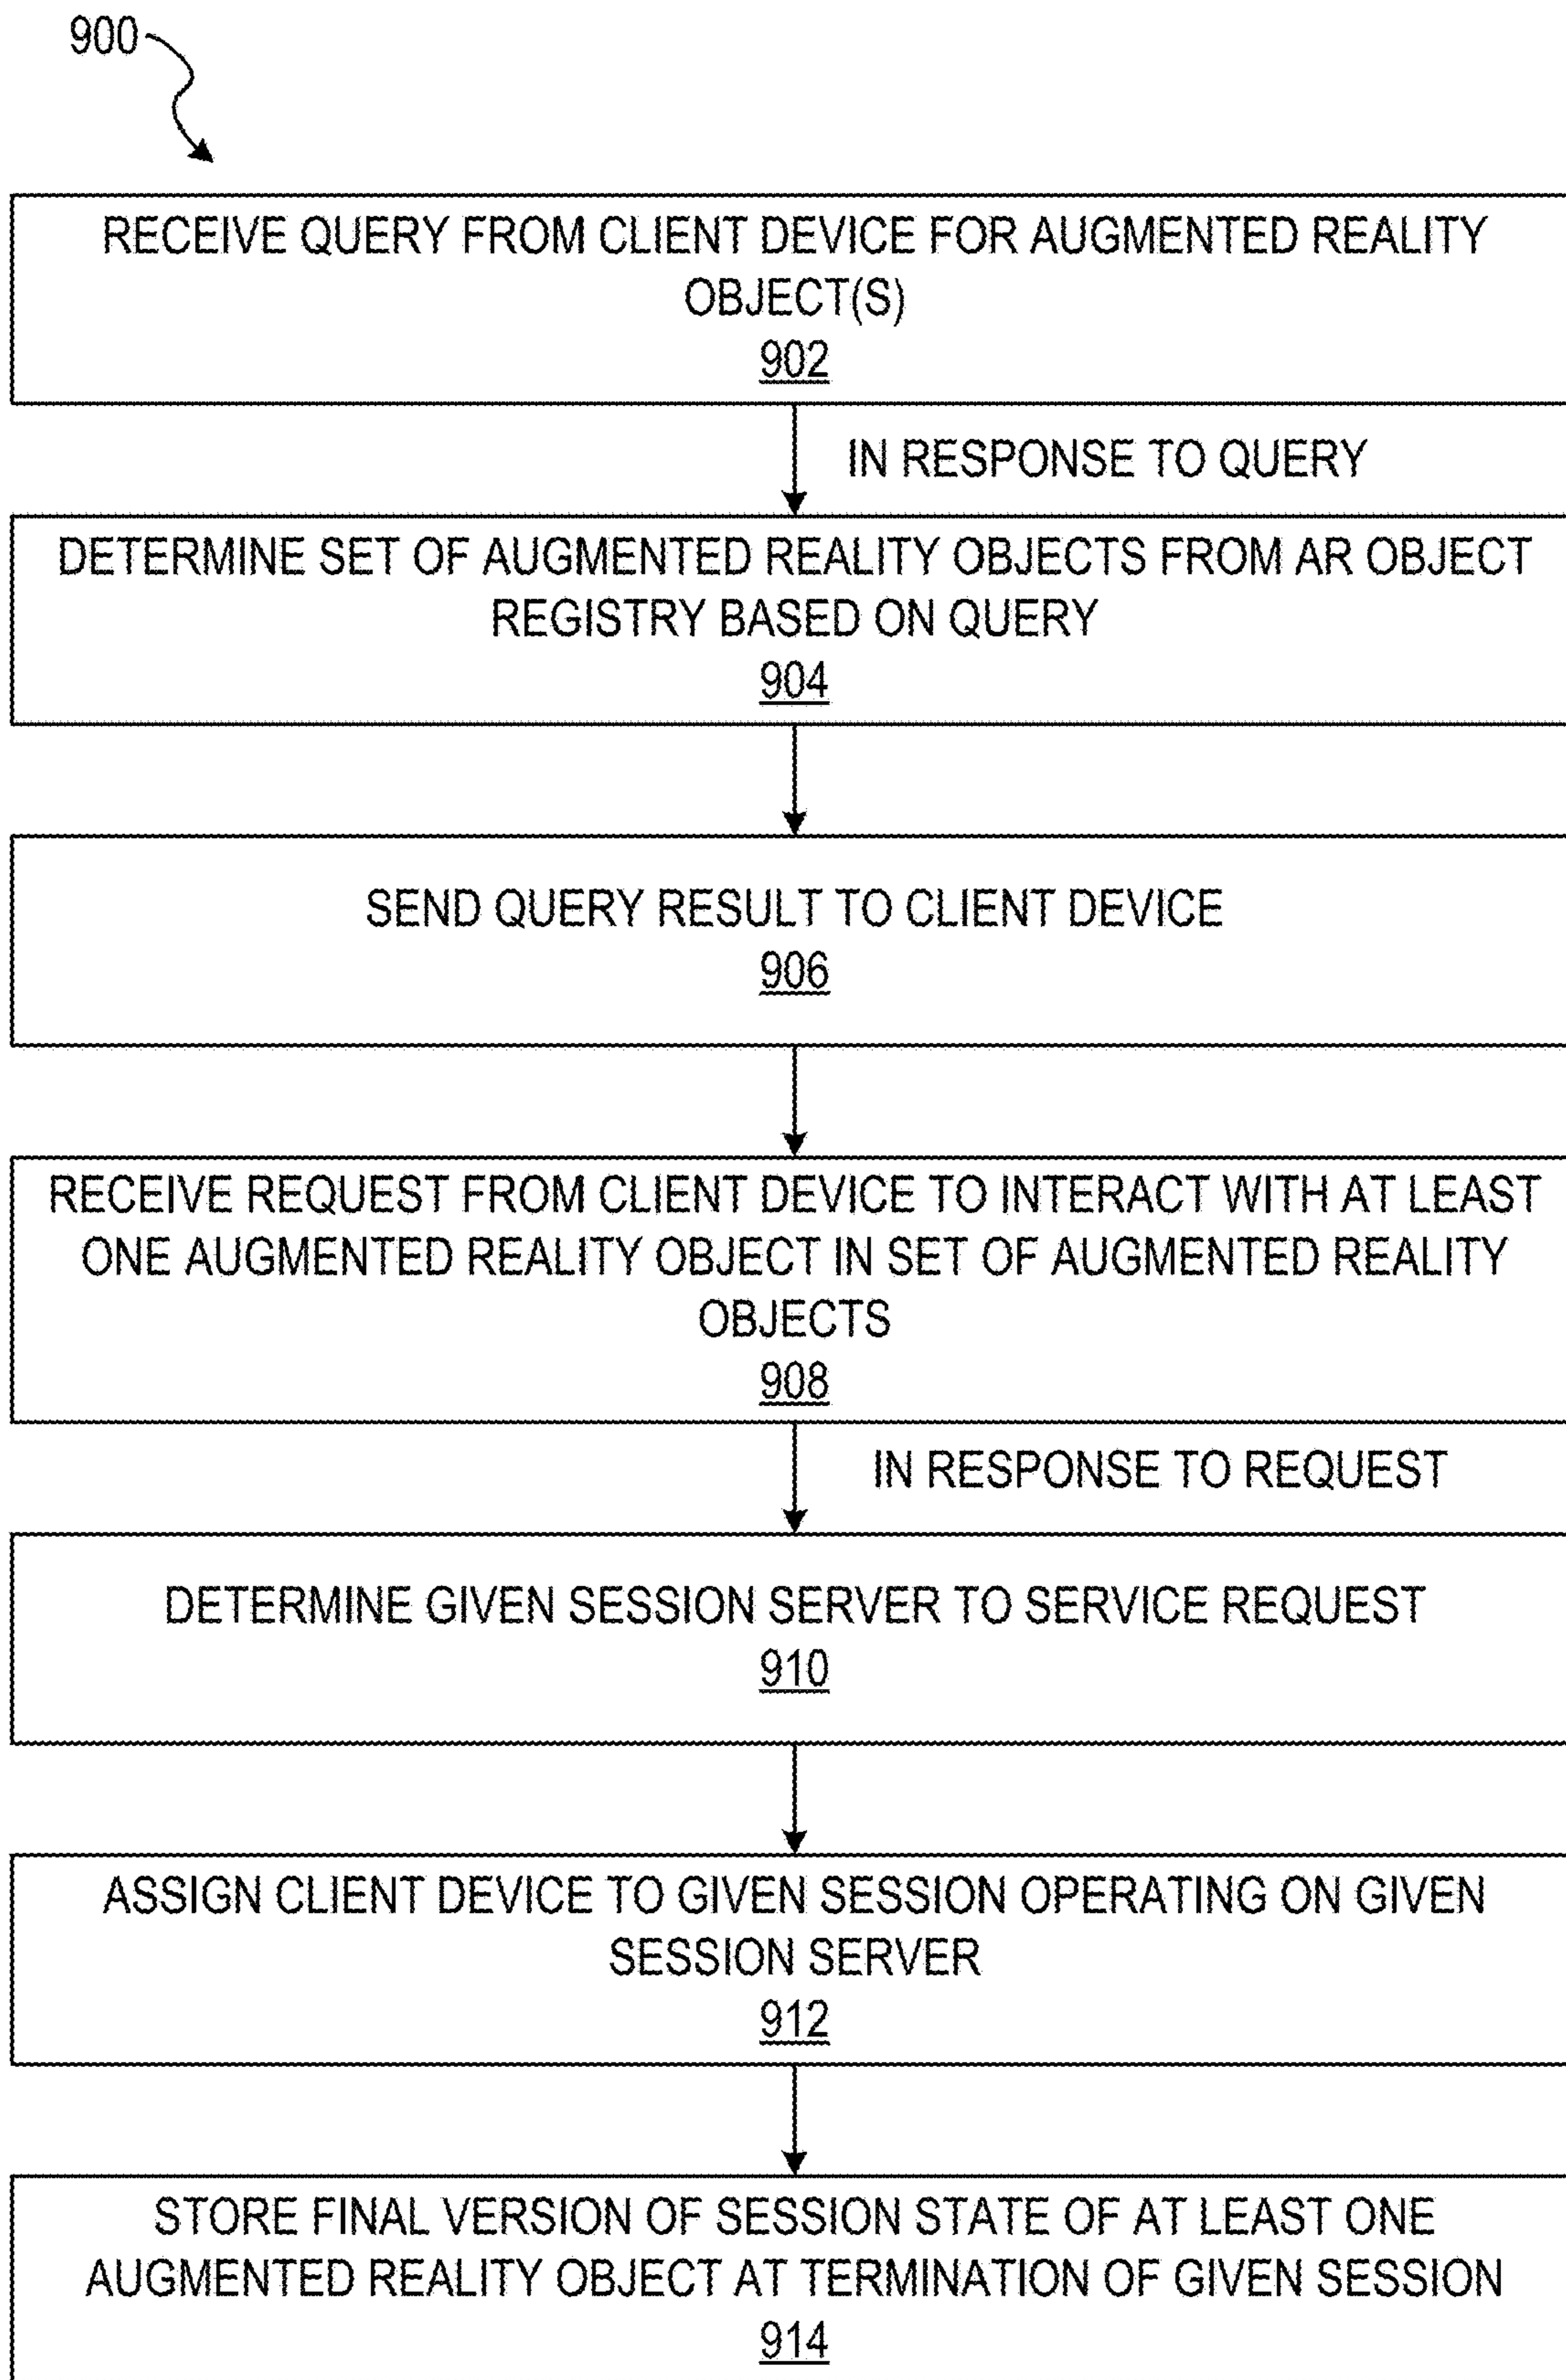 900
RECEIVE QUERY FROM CLIENT DEVICE FOR AUGMENTED REALITY
OBJECT(S)
902
IN RESPONSE TO QUERY
DETERMINE SET OF AUGMENTED REALITY OBJECTS FROM AR OBJECT
REGISTRY BASED ON QUERY
904
SEND QUERY RESULT TO CLIENT DEVICE
906
RECEIVE REQUEST FROM CLIENT DEVICE TO INTERACT WITH AT LEAST
ONE AUGMENTED REALITY OBJECT IN SET OF AUGMENTED REALITY
OBJECTS
908
IN RESPONSE TO REQUEST
DETERMINE GIVEN SESSION SERVER TO SERVICE REQUEST
910
ASSIGN CLIENT DEVICE TO GIVEN SESSION OPERATING ON GIVEN
SESSION SERVER
912
STORE FINAL VERSION OF SESSION STATE OF AT LEAST ONE
AUGMENTED REALITY OBJECT AT TERMINATION OF GIVEN SESSION
914